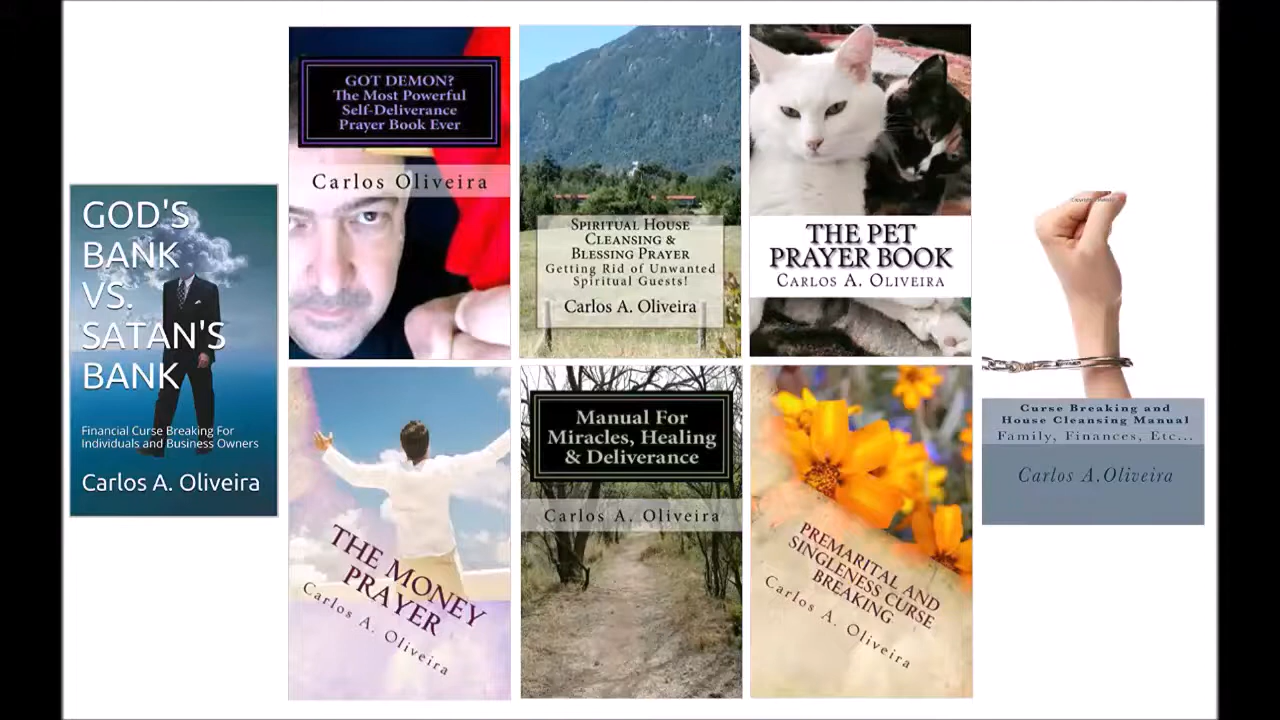 GOD'S
BANK
VS.
SATAN'S
BANK
Financial Curse Breaking For
Individuals and Business Owners
Carlos A. Oliveira
GOT DEMON?
The Most Powerful
Self-Deliverance
Prayer Book Ever
Carlos Oliveira
SPIRITUAL HOUSE
CLEANSING &
BLESSING PRAYER
Getting Rid of Unwanted
Spiritual Guests!
Carlos A. Oliveira
THE PET
PRAYER BOOK
CARLOS A. OLIVEIRA
THE MONEY
PRAYER
Carlos A. Oliveira
Manual For
Miracles, Healing
& Deliverance
Carlos A. Oliveira
PREMARITAL AND
SINGLENESS CURSE
BREAKING
Carlos A. Oliveira
Curse Breaking and
House Cleansing Manual
Family, Finances, Etc...
Carlos A.Oliveira